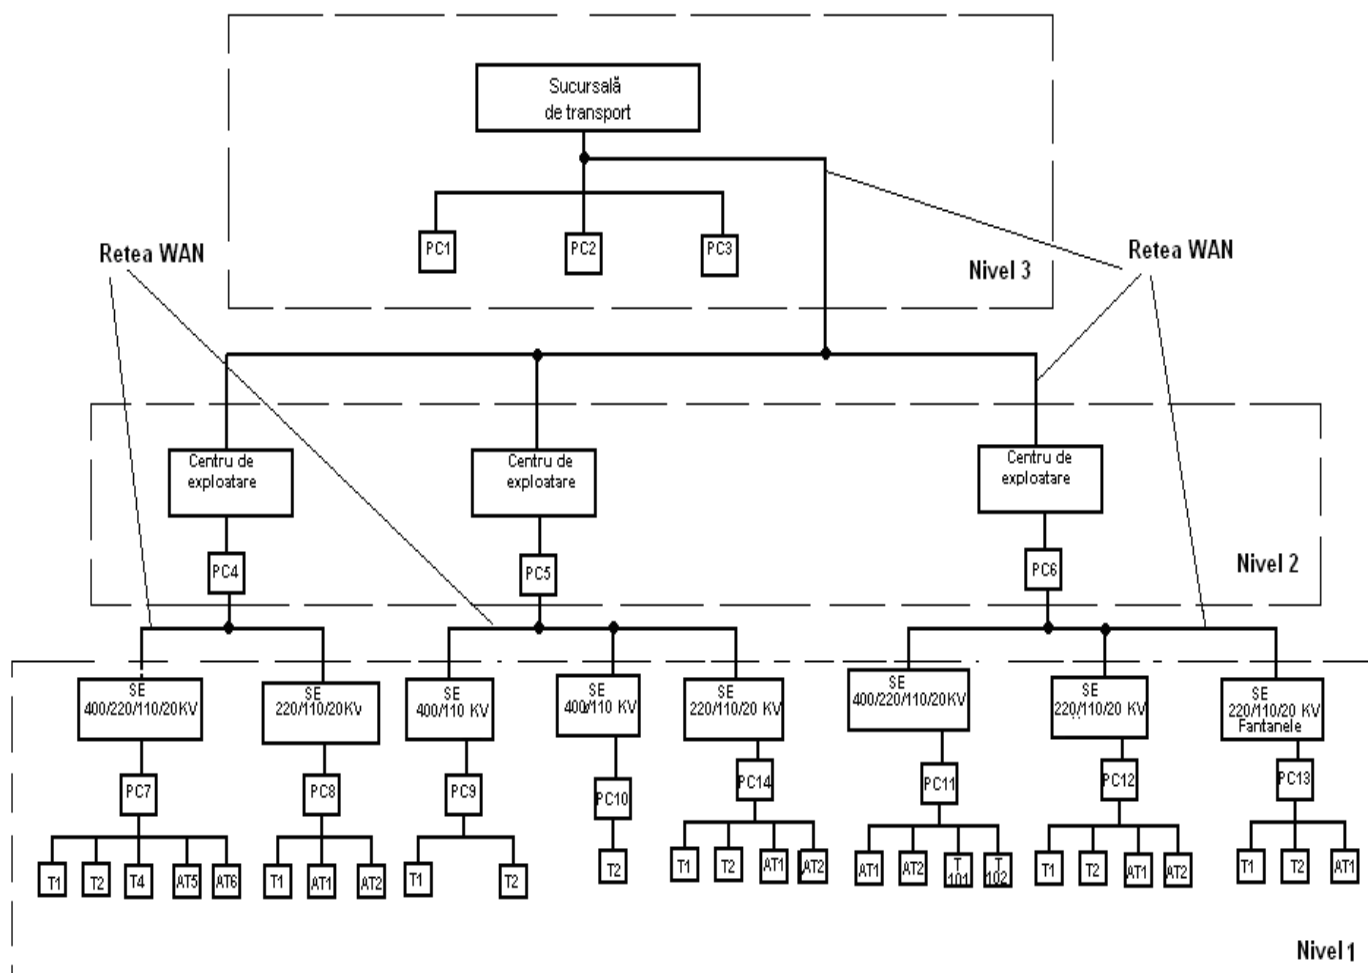 Sucursală
de transport
PC1
PC2
PC3
Nivel 3
Retea WAN
Retea WAN
Centru de
exploatare
Centru de
exploatare
Centru de
exploatare
PC4
PC5
PC6
Nivel 2
SE
400/220/110/20KV
SE
220/110/20KV
SE
400/110 KV
SE
400/110 KV
SE
220/110/20 KV
SE
400/220/110/20KV
SE
220/110/20 KV
SE
220/110/20 KV
Fantanele
PC7
PC8
PC9
PC10
PC14
PC11
PC12
PC13
T1
T2
T4
AT5
AT6
T1
AT1
AT2
T1
T2
T2
T1
T2
AT1
AT2
AT1
AT2
T
101
T
102
T1
T2
AT1
AT2
T1
T2
AT1
Nivel 1